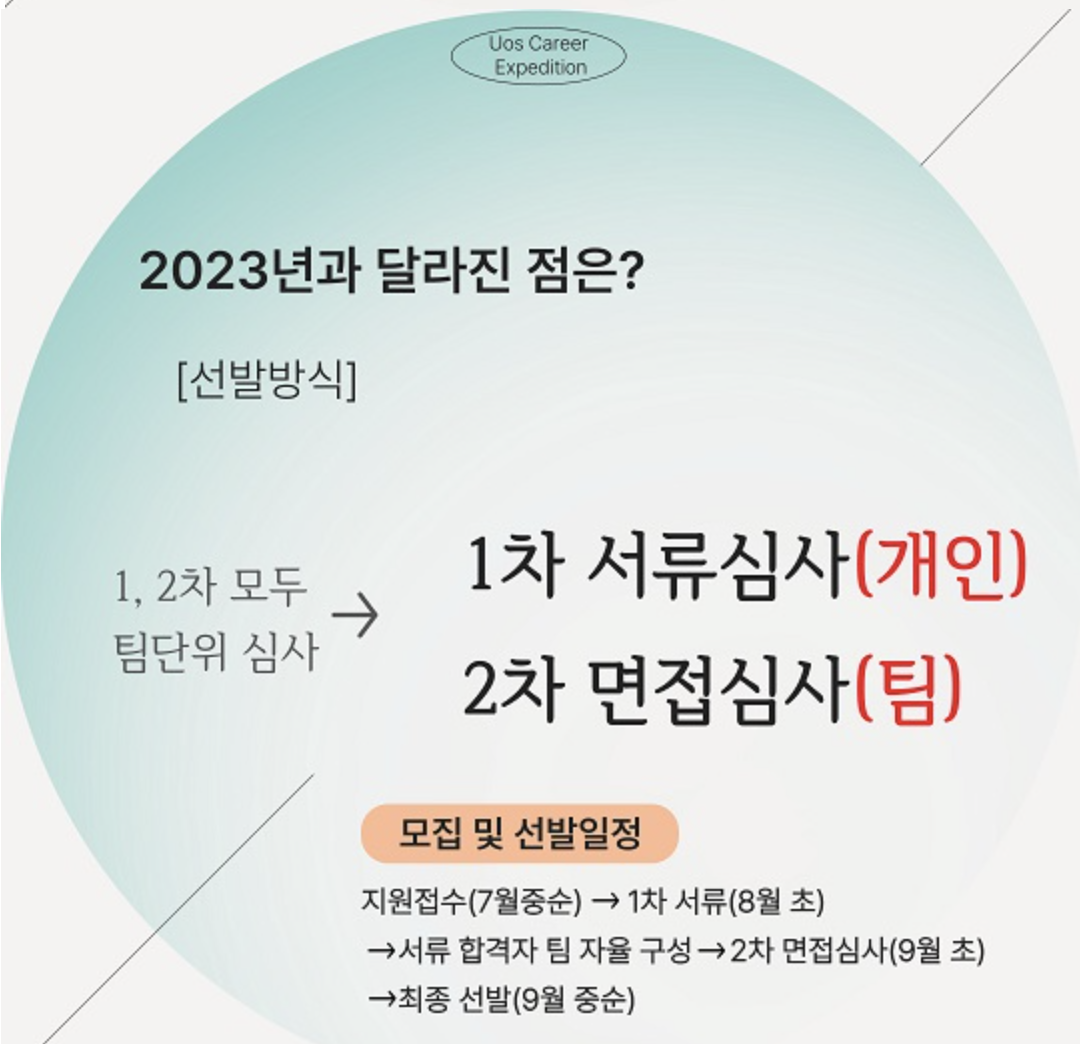 Uos Career
Expedition
2023년과 달라진 점은?
[선발방식]
1, 2차 모두
팀단위 심사
→
1차 서류심사(개인)
2차 면접심사(팀)
모집 및 선발일정
지원접수(7월중순) → 1차 서류(8월 초)
→서류 합격자 팀 자율 구성→2차 면접심사(9월 초)
→최종 선발(9월 중순)